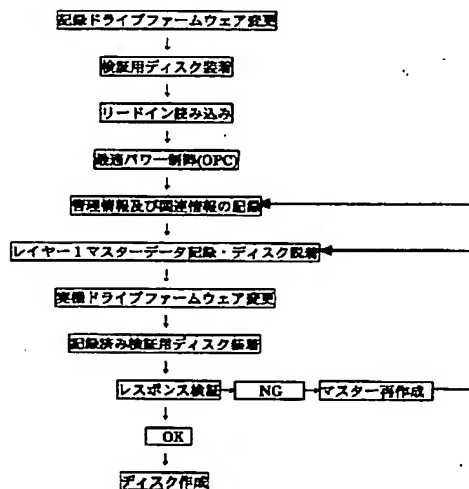 記録ドライブファームウェア変更
↓
検証用ディスク装着
↓
リードイン読み込み
↓
最適パワー制御(OPC)
↓
管理情報及び関連情報の記録
↓
レイヤー1マスターデータ記録・ディスク脱着
↓
実機ドライブファームウェア変更
↓
記録済み検証用ディスク装着
↓
レスポンス検証 → NG → マスター再作成
↓
OK
↓
ディスク作成